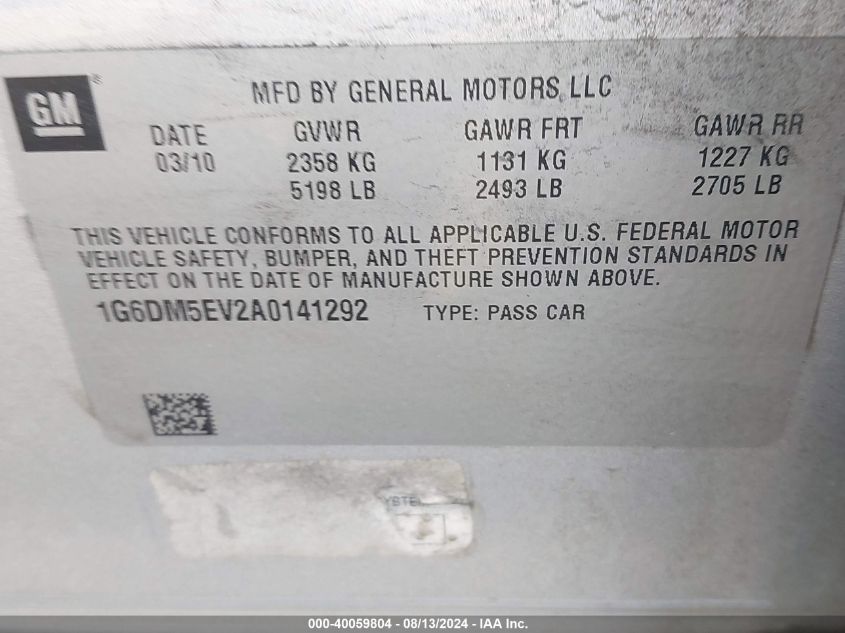 GM ®
MFD BY GENERAL MOTORS LLC
DATE GVWR GAWR FRT GAWR RR
03/10 2358 KG 1131 KG 1227 KG
5198 LB 2493 LB 2705 LB
THIS VEHICLE CONFORMS TO ALL APPLICABLE U.S. FEDERAL MOTOR
VEHICLE SAFETY, BUMPER, AND THEFT PREVENTION STANDARDS IN
EFFECT ON THE DATE OF MANUFACTURE SHOWN ABOVE.
1G6DM5EV2A0141292 TYPE: PASS CAR
000-40059804 - 08/13/2024 - IAA Inc.